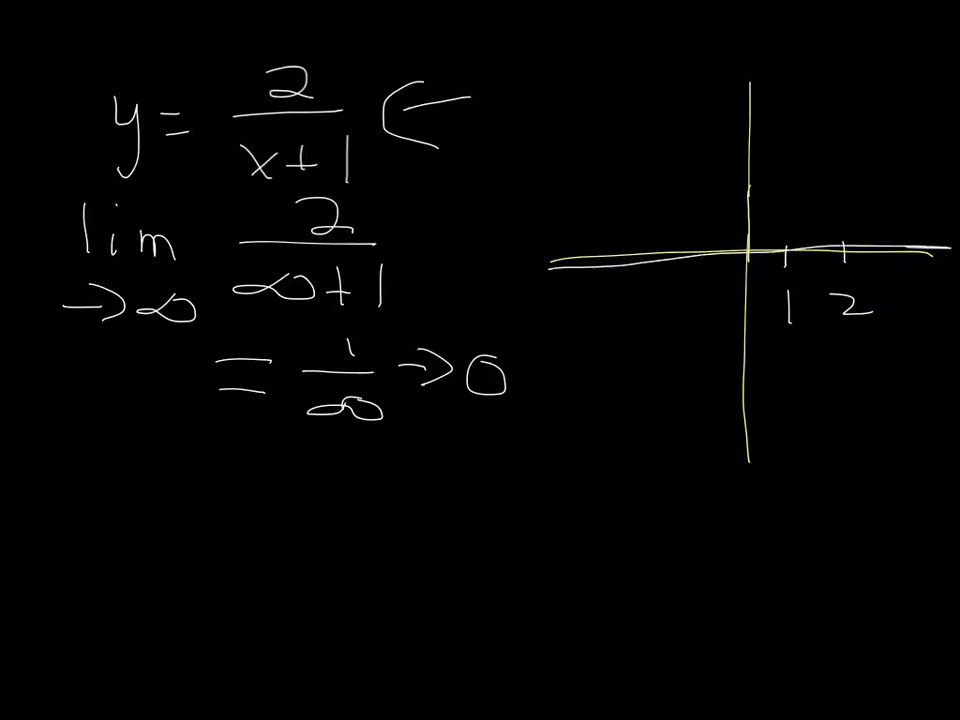 y = 2/(x+1) ←
lim →∞ 2/(∞+1)
= 1/∞ → 0
1 2